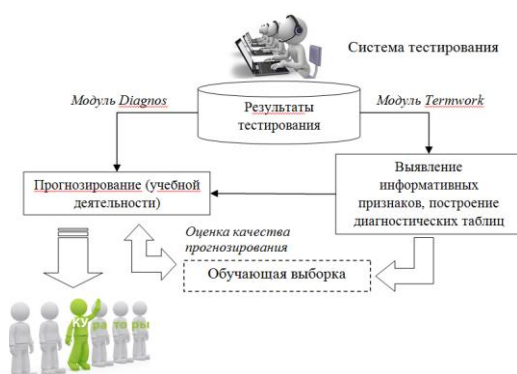 Система тестирования
Модуль Diagnos
Модуль Termwork
Результаты
тестирования
Прогнозирование (учебной
деятельности)
Выявление
информативных
признаков, построение
диагностических таблиц
Оценка качества
прогнозирования
Обучающая выборка
Кураторы